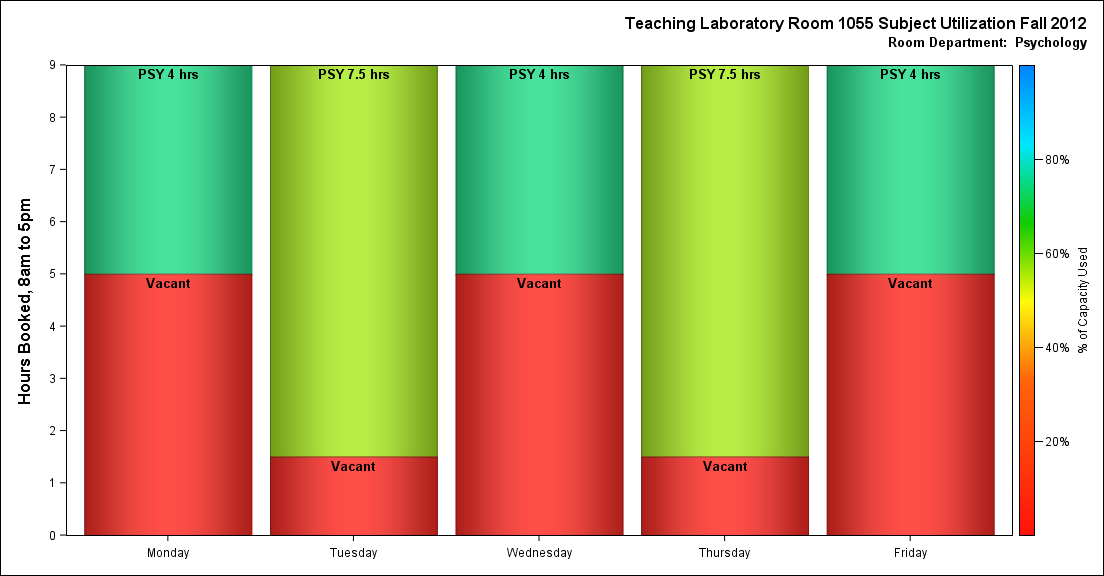 Teaching Laboratory Room 1055 Subject Utilization Fall 2012
Room Department:  Psychology
Hours Booked, 8am to 5pm
9
8
7
6
5
4
3
2
1
0
PSY 4 hrs
PSY 7.5 hrs
PSY 4 hrs
PSY 7.5 hrs
PSY 4 hrs
Vacant
Vacant
Vacant
Vacant
Vacant
Monday
Tuesday
Wednesday
Thursday
Friday
80%
60%
40%
20%
% of Capacity Used